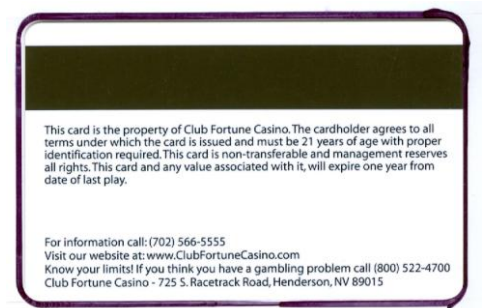 This card is the property of Club Fortune Casino. The cardholder agrees to all
terms under which the card is issued and must be 21 years of age with proper
identification required. This card is non-transferable and management reserves
all rights. This card and any value associated with it, will expire one year from
date of last play.
For information call: (702) 566-5555
Visit our website at: www.ClubFortuneCasino.com
Know your limits! If you think you have a gambling problem call (800) 522-4700
Club Fortune Casino - 725 S. Racetrack Road, Henderson, NV 89015